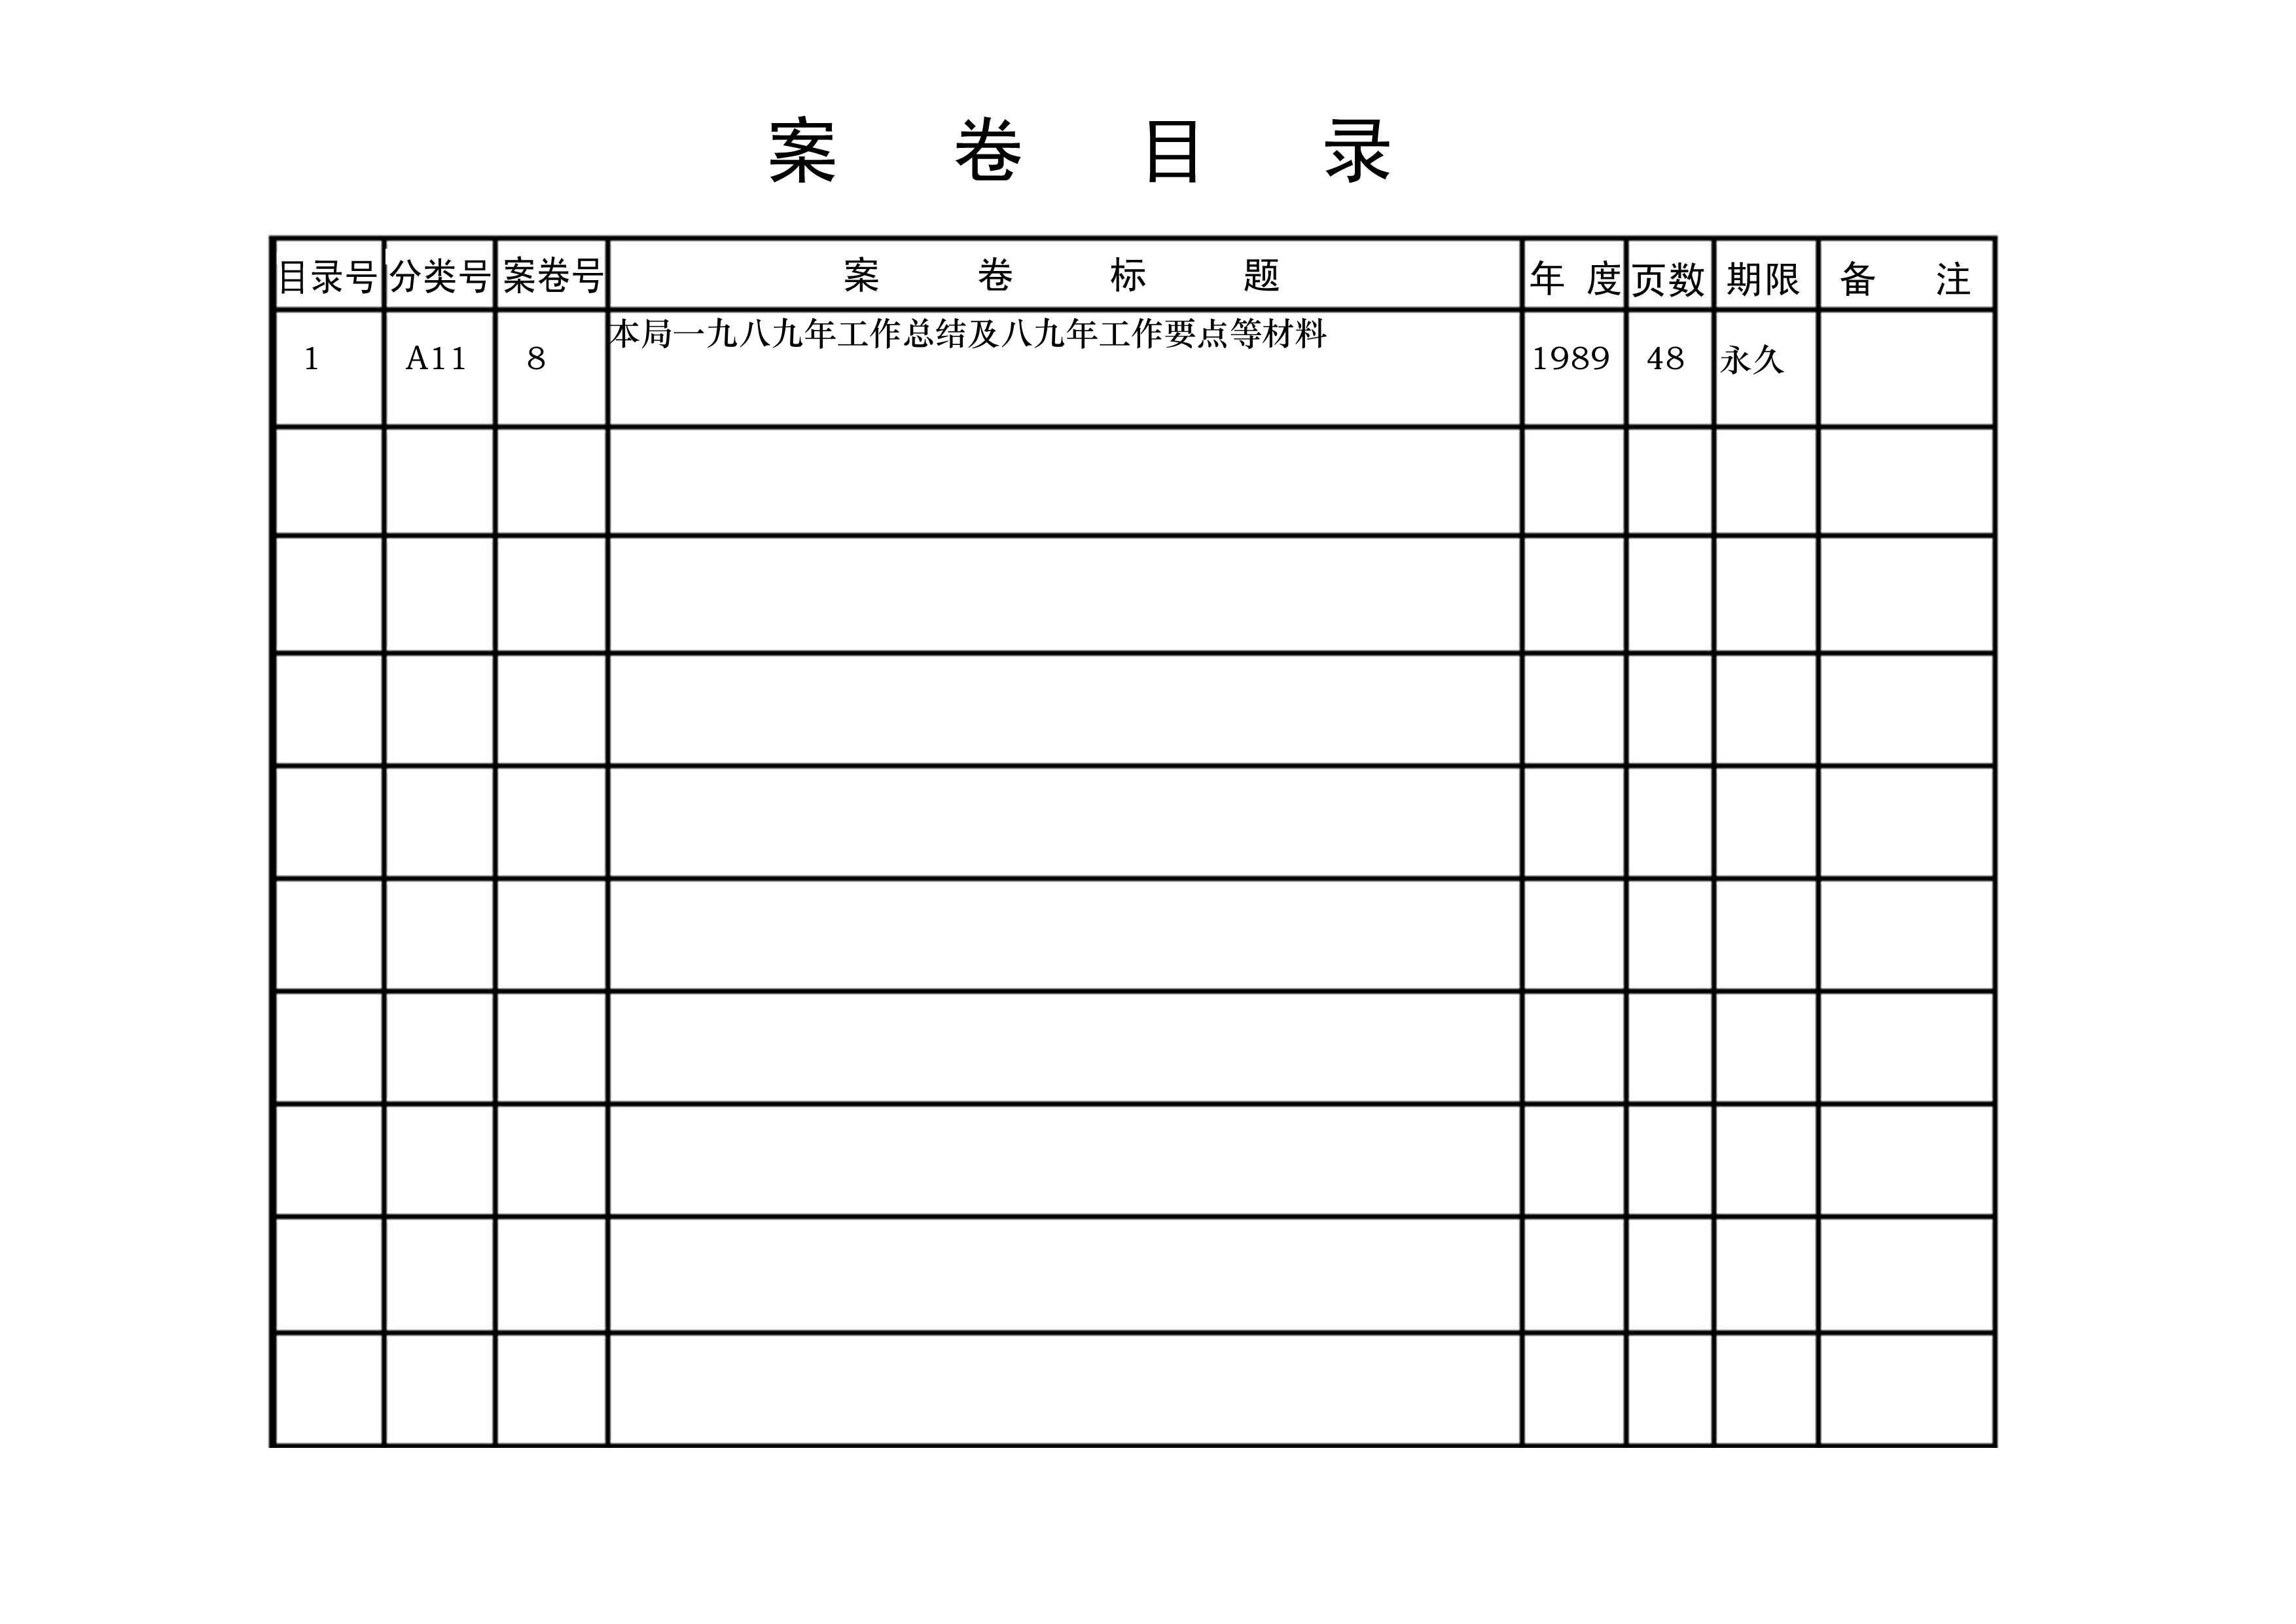 案 卷 目 录
目录号 分类号 案卷号 案 卷 标 题 年 度 页数 期限 备 注
本局一九八九年工作总结及八九年工作要点等材料
1 A11 8 1989 48 永久